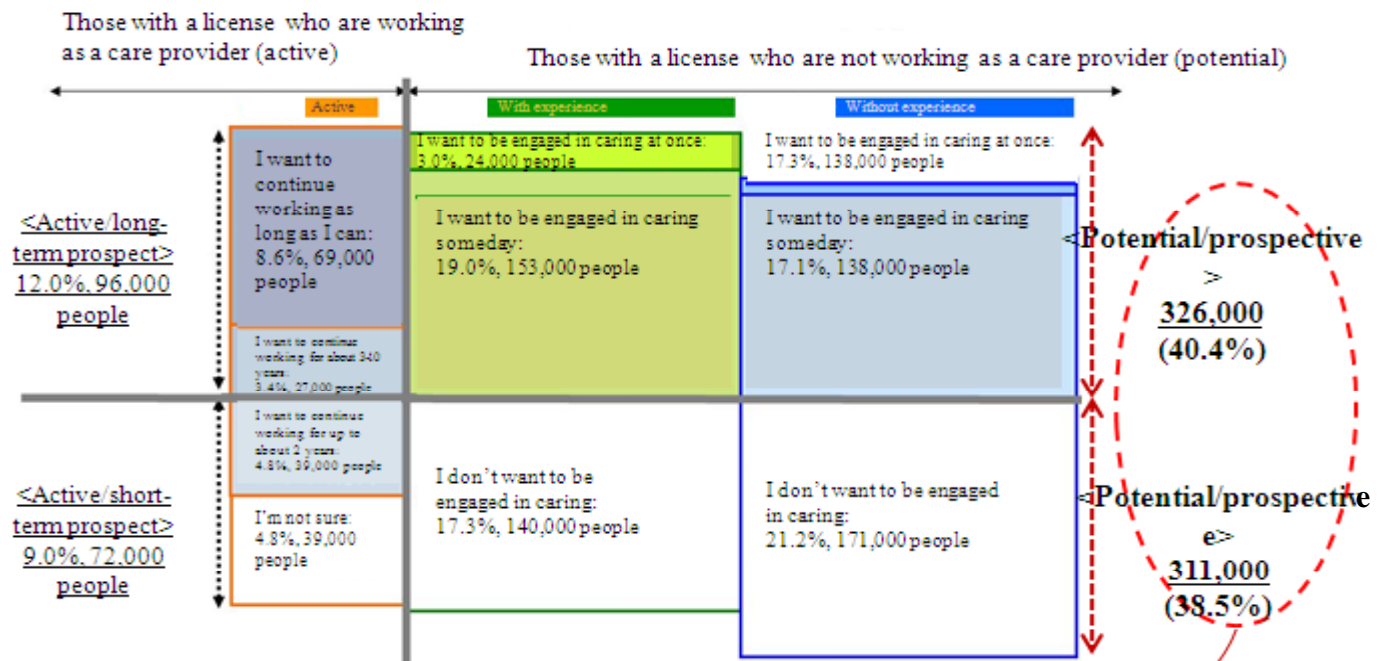 Those with a license who are working
as a care provider (active)
Those with a license who are not working as a care provider (potential)
Active
With experience
Without experience
<Active/long-
term prospect>
12.0%, 96,000
people
I want to
continue
working as
long as I can:
8.6%, 69,000
people
I want to be engaged in caring at once:
3.0%, 24,000 people
I want to be engaged in caring at once:
17.3%, 138,000 people
I want to be engaged in caring
someday:
19.0%, 153,000 people
I want to be engaged in caring
someday:
17.1%, 138,000 people
<Potential/prospective
>
326,000
(40.4%)
I want to continue
working for about 3-10
years:
3.4%, 27,000 people
<Active/short-
term prospect>
9.0%, 72,000
people
I want to continue
working for up to
about 2 years:
4.8%, 39,000 people
I'm not sure:
4.8%, 39,000
people
I don't want to be
engaged in caring:
17.3%, 140,000 people
I don't want to be engaged
in caring:
21.2%, 171,000 people
<Potential/prospective
e>
311,000
(38.5%)